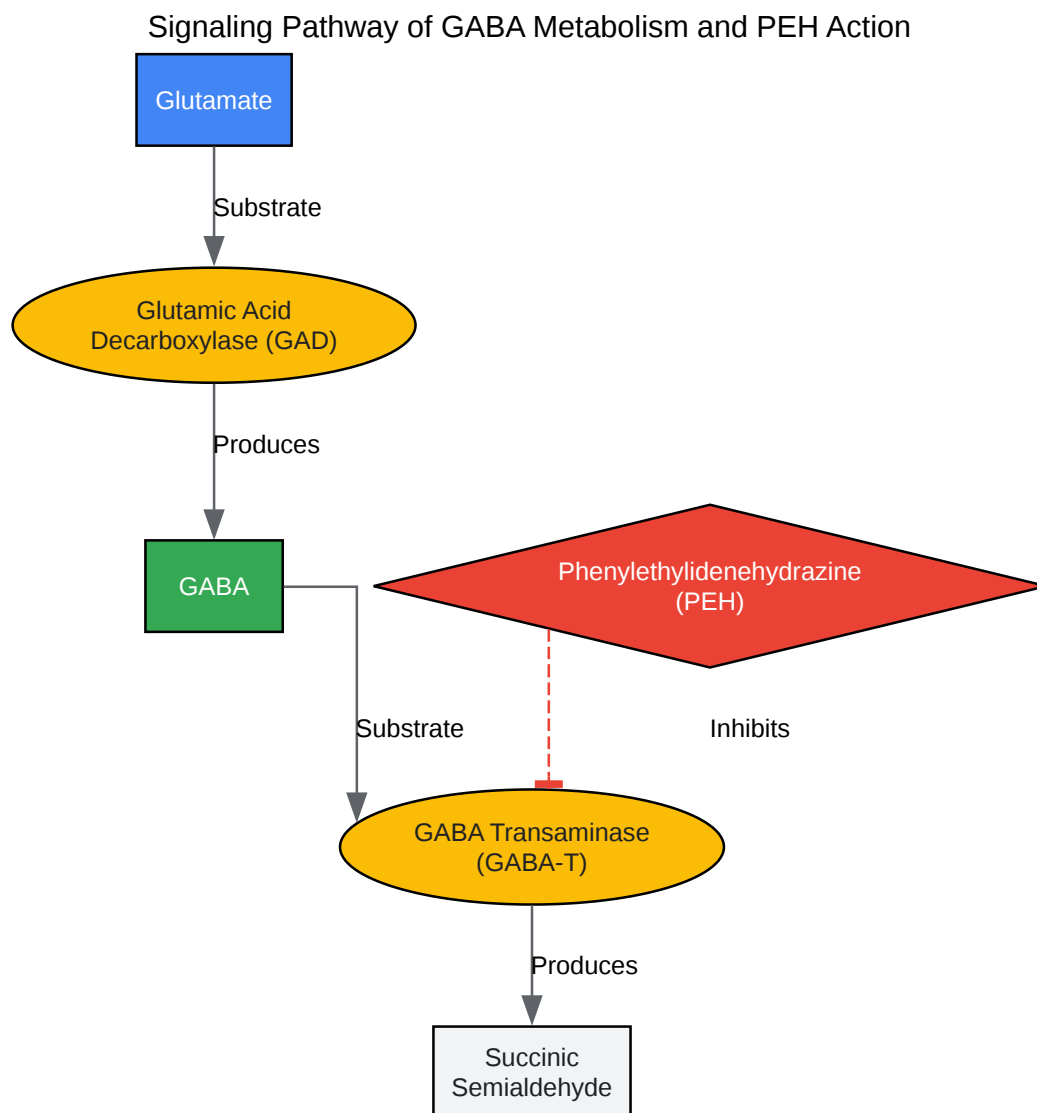 Signaling Pathway of GABA Metabolism and PEH Action
Glutamate
Substrate
Glutamic Acid
Decarboxylase (GAD)
Produces
GABA
Phenylethylidenehydrazine
(PEH)
Substrate
Inhibits
GABA Transaminase
(GABA-T)
Produces
Succinic
Semialdehyde